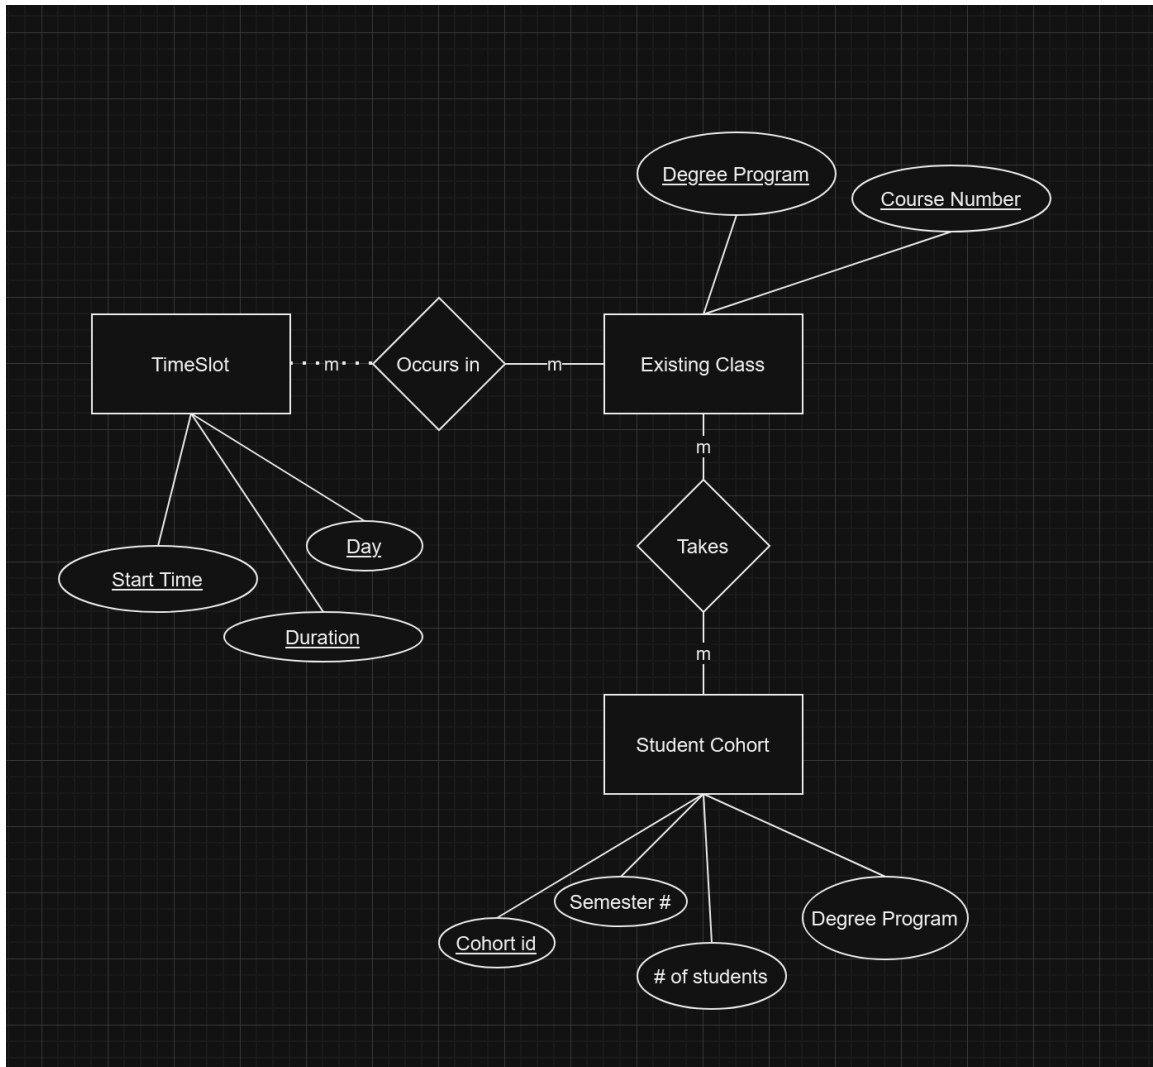 Degree Program
Course Number
TimeSlot
m
Occurs in
m
Existing Class
m
Day
Takes
Start Time
Duration
m
Student Cohort
Semester #
Degree Program
Cohort id
# of students